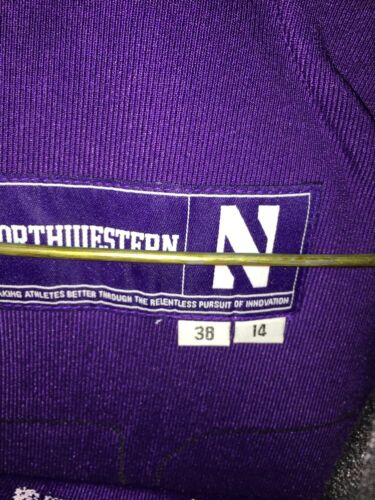 ORTHWESTERN
N
AKING ATHLETES BETTER THROUGH THE RELENTLESS PURSUIT OF INNOVATION
38
14